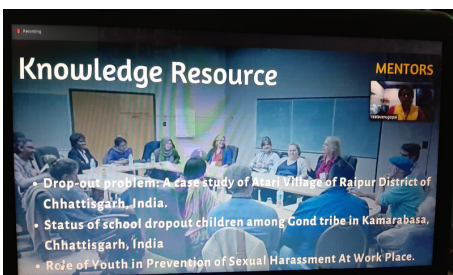 Recording
Knowledge Resource
MENTORS
• Drop-out problem: A case study of Atari Village of Raipur District of
Chhattisgarh, India.
• Status of school dropout children among Gond tribe in Kamarabasa,
Chhattisgarh, India
• Role of Youth in Prevention of Sexual Harassment At Work Place.